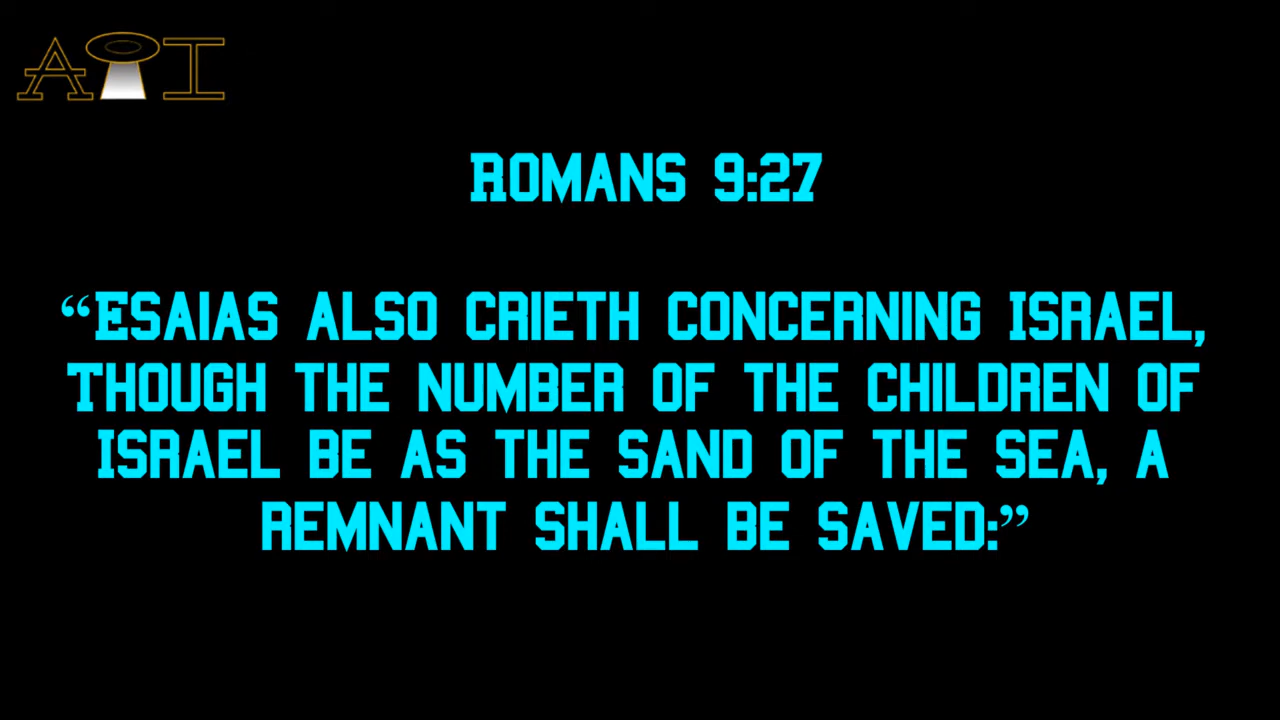 A I
ROMANS 9:27
“ESAIAS ALSO CRIETH CONCERNING ISRAEL,
THOUGH THE NUMBER OF THE CHILDREN OF
ISRAEL BE AS THE SAND OF THE SEA, A
REMNANT SHALL BE SAVED:”